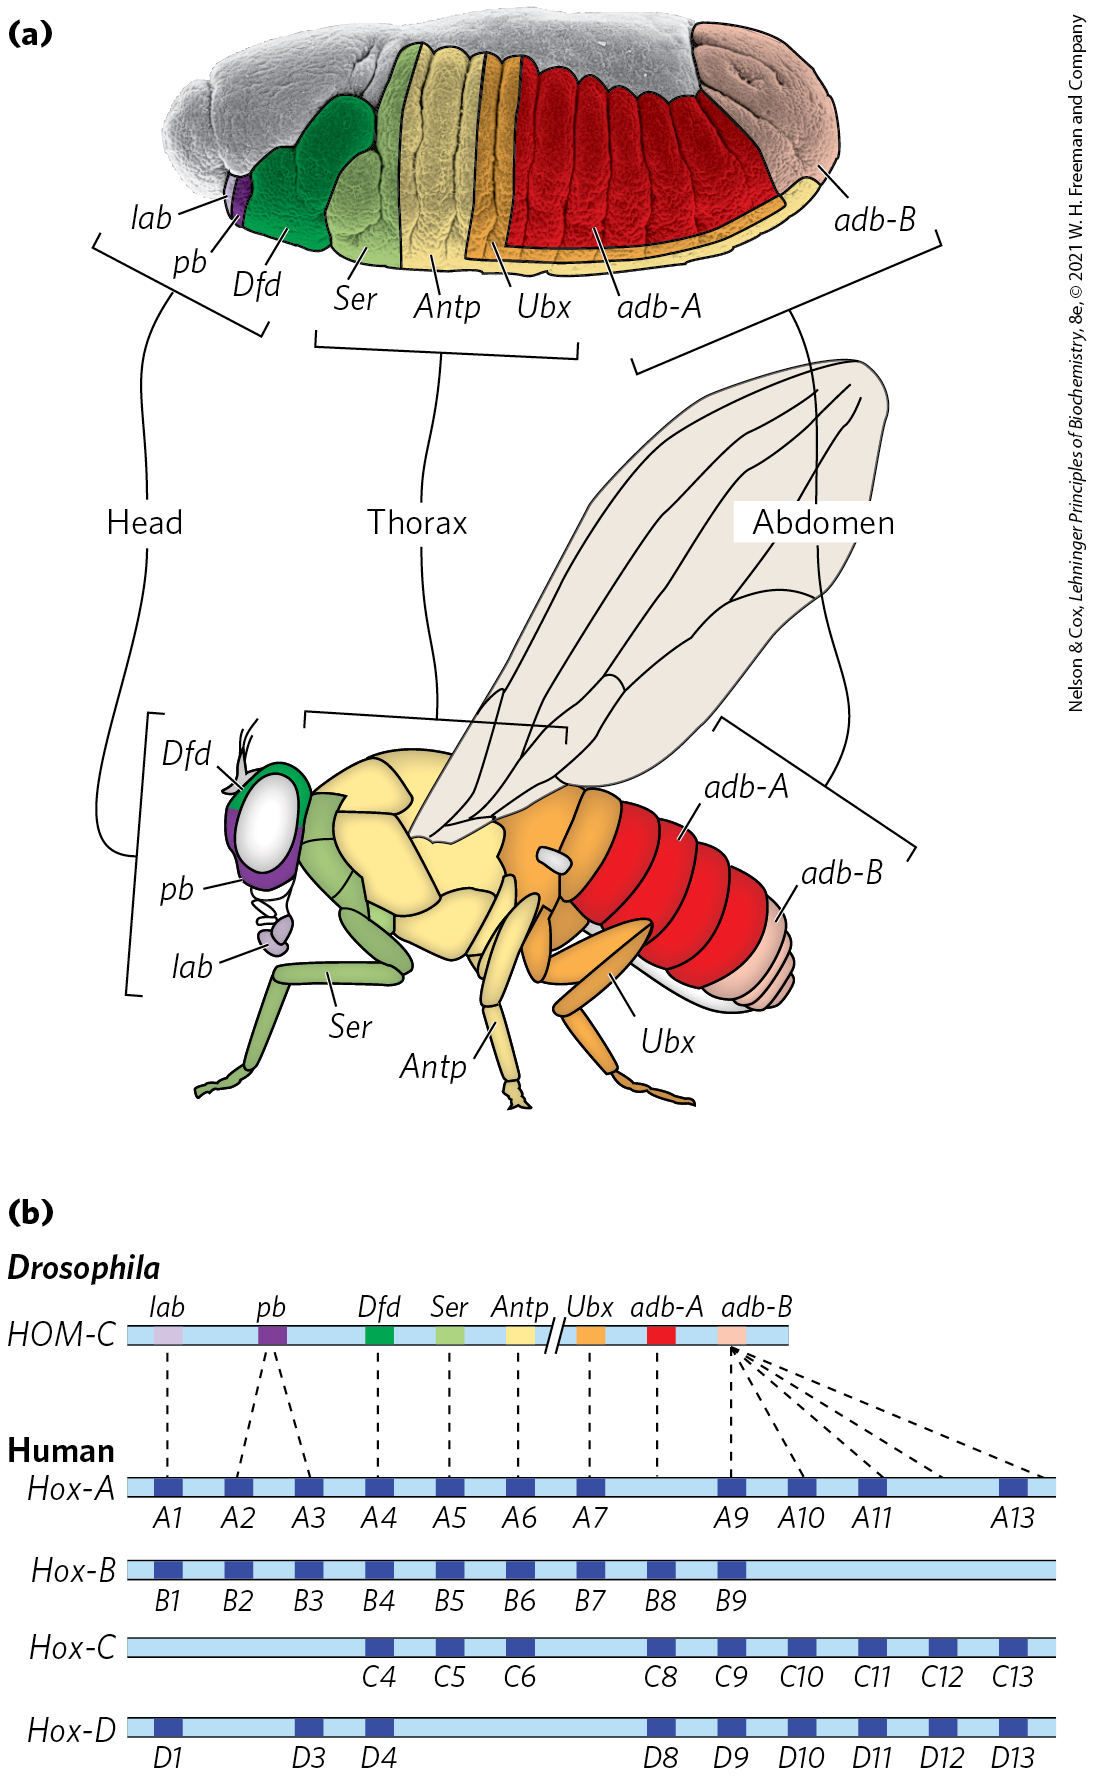 (a)
lab
pb
Dfd
Ser
Antp
Ubx
adb-A
adb-B
Head
Thorax
Abdomen
Dfd
pb
lab
Ser
Antp
Ubx
adb-A
adb-B
Nelson & Cox, Lehninger Principles of Biochemistry, 8e, © 2021 W. H. Freeman and Company
(b)
Drosophila
lab pb Dfd Ser Antp Ubx adb-A adb-B
HOM-C
Human
Hox-A
A1 A2 A3 A4 A5 A6 A7 A9 A10 A11 A13
Hox-B
B1 B2 B3 B4 B5 B6 B7 B8 B9
Hox-C
C4 C5 C6 C8 C9 C10 C11 C12 C13
Hox-D
D1 D3 D4 D8 D9 D10 D11 D12 D13